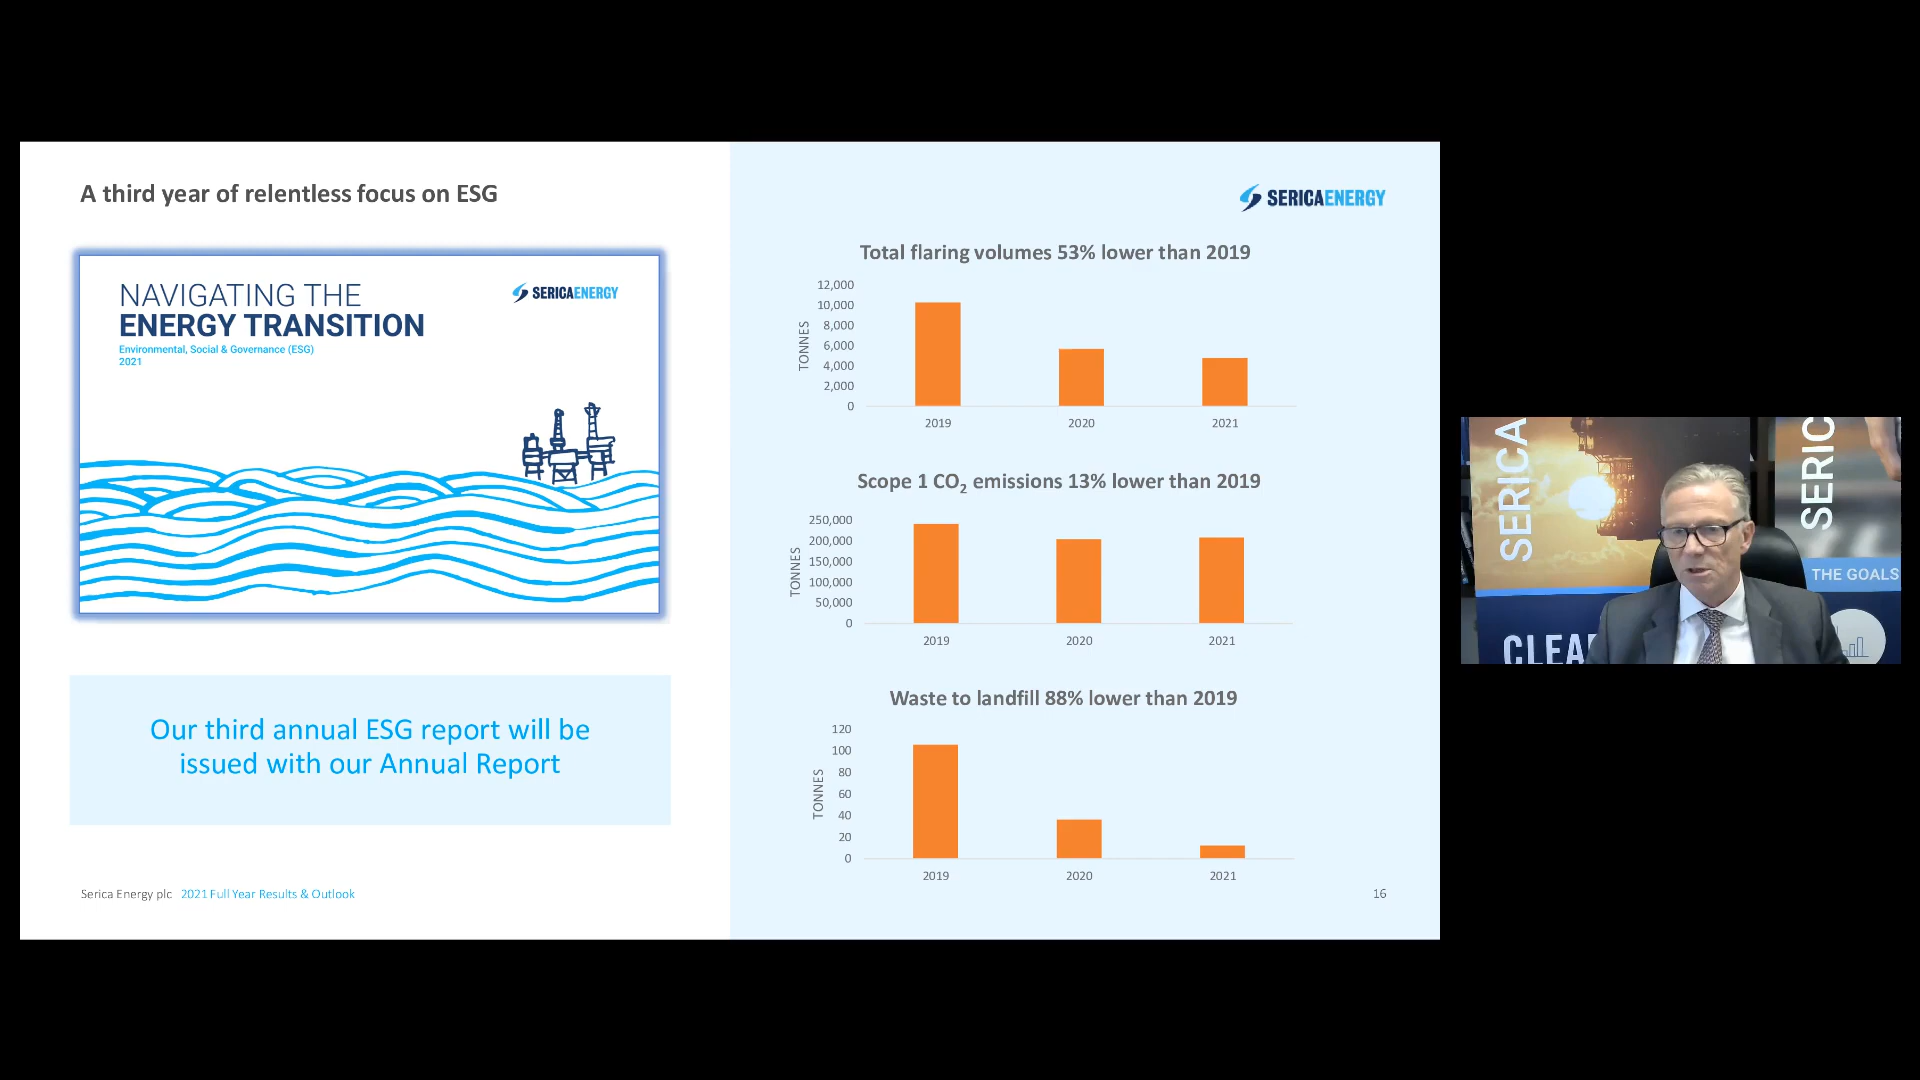 A third year of relentless focus on ESG
NAVIGATING THE
ENERGY TRANSITION
Environmental, Social & Governance (ESG)
2021
SERICAENERGY
Our third annual ESG report will be
issued with our Annual Report
Serica Energy plc 2021 Full Year Results & Outlook
SERICAENERGY
Total flaring volumes 53% lower than 2019
TONNES
12,000
10,000
8,000
6,000
4,000
2,000
0
2019 2020 2021
Scope 1 CO₂ emissions 13% lower than 2019
TONNES
250,000
200,000
150,000
100,000
50,000
0
2019 2020 2021
Waste to landfill 88% lower than 2019
TONNES
120
100
80
60
40
20
0
2019 2020 2021
16
SERICA
SERIC
THE GOALS
CLEA